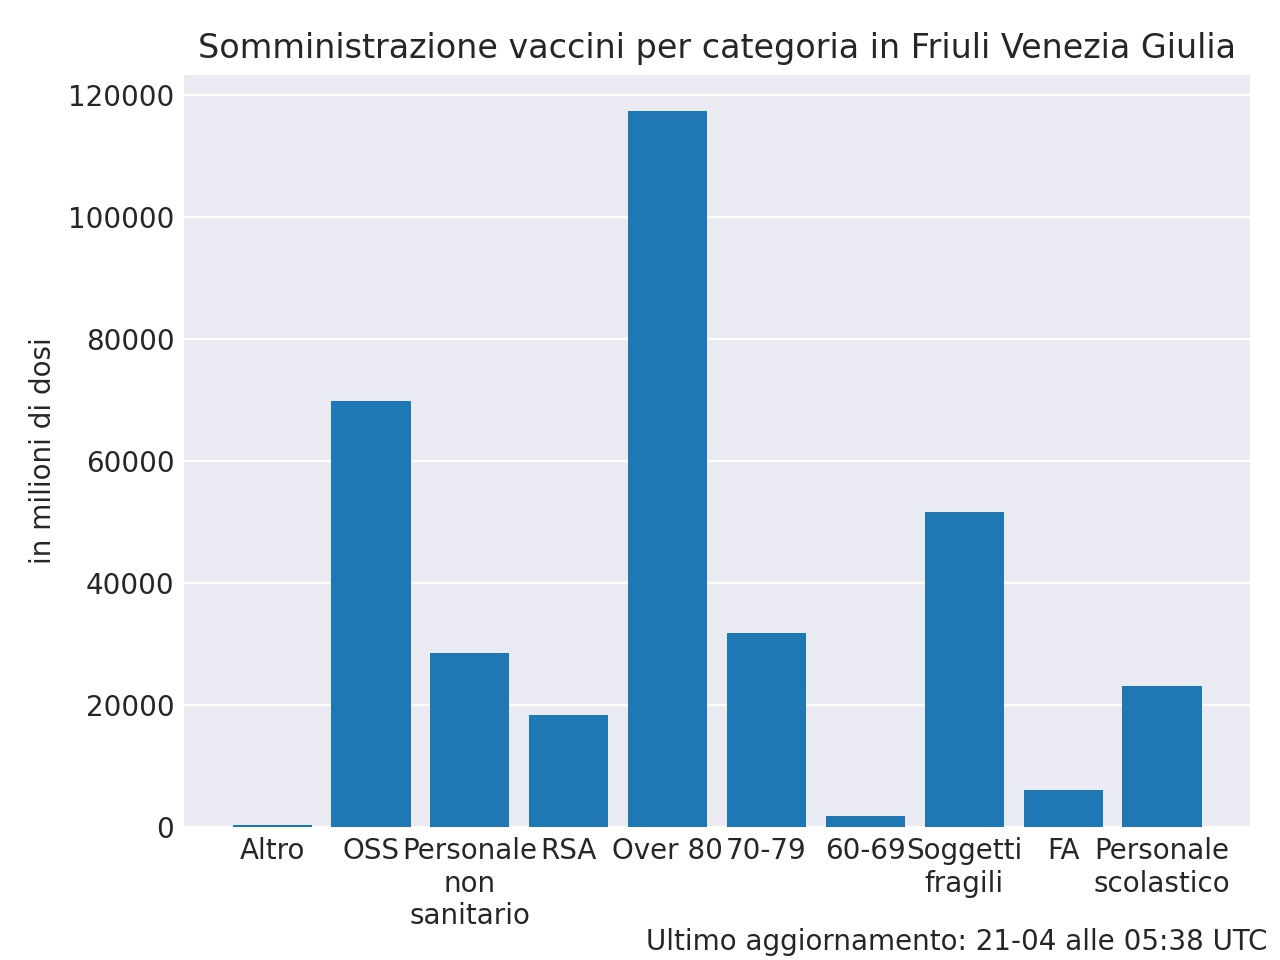 Somministrazione vaccini per categoria in Friuli Venezia Giulia
in milioni di dosi
120000
100000
80000
60000
40000
20000
0
Altro
OSS
Personale
non
sanitario
RSA
Over 80
70-79
60-69
Soggetti
fragili
FA
Personale
scolastico
Ultimo aggiornamento: 21-04 alle 05:38 UTC